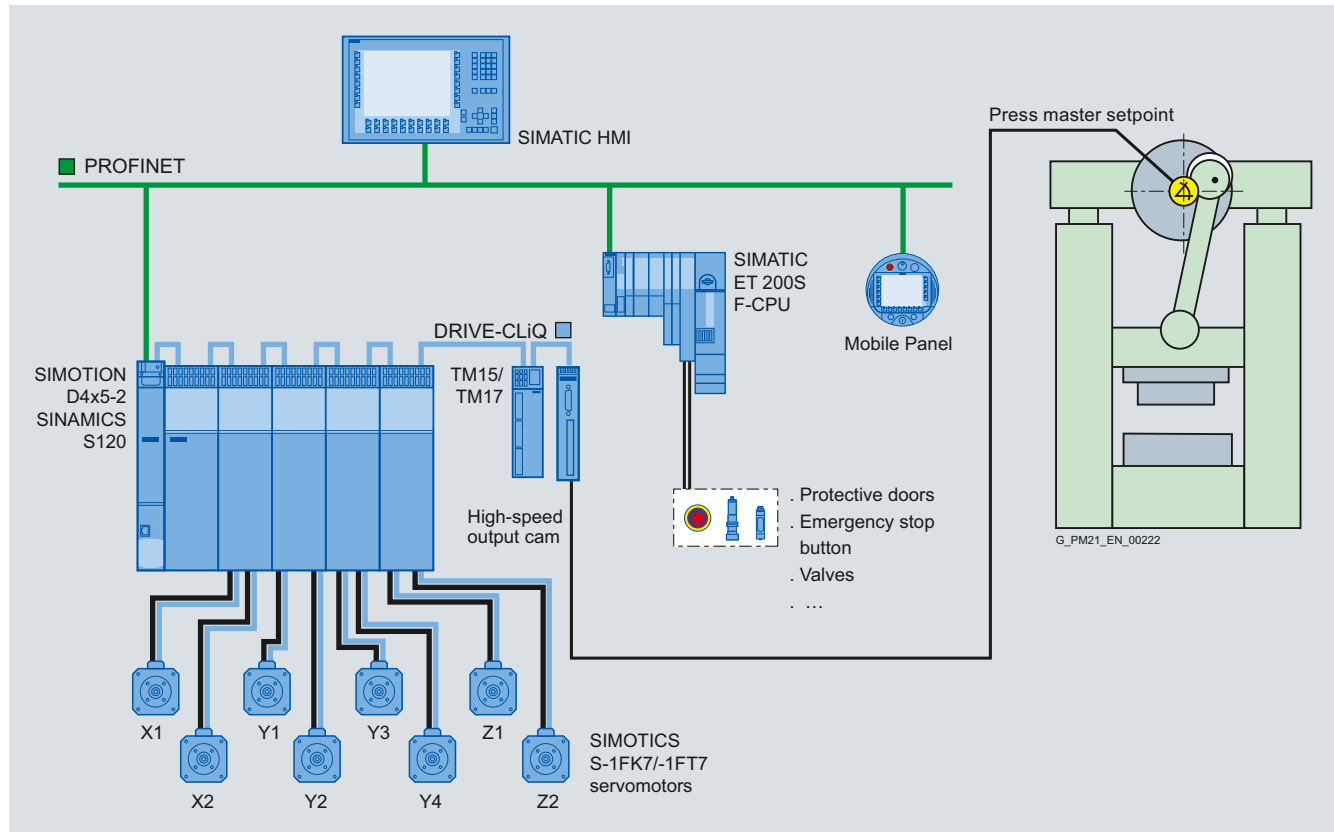 SIMATIC HMI
PROFINET
Press master setpoint
SIMATIC
ET 200S
F-CPU
Mobile Panel
DRIVE-CLiQ
SIMOTION
D4x5-2
SINAMICS
S120
TM15/
TM17
High-speed
output cam
. Protective doors
. Emergency stop
button
. Valves
. ...
G_PM21_EN_00222
X1
Y1
Y3
Z1
X2
Y2
Y4
Z2
SIMOTICS
S-1FK7/-1FT7
servomotors